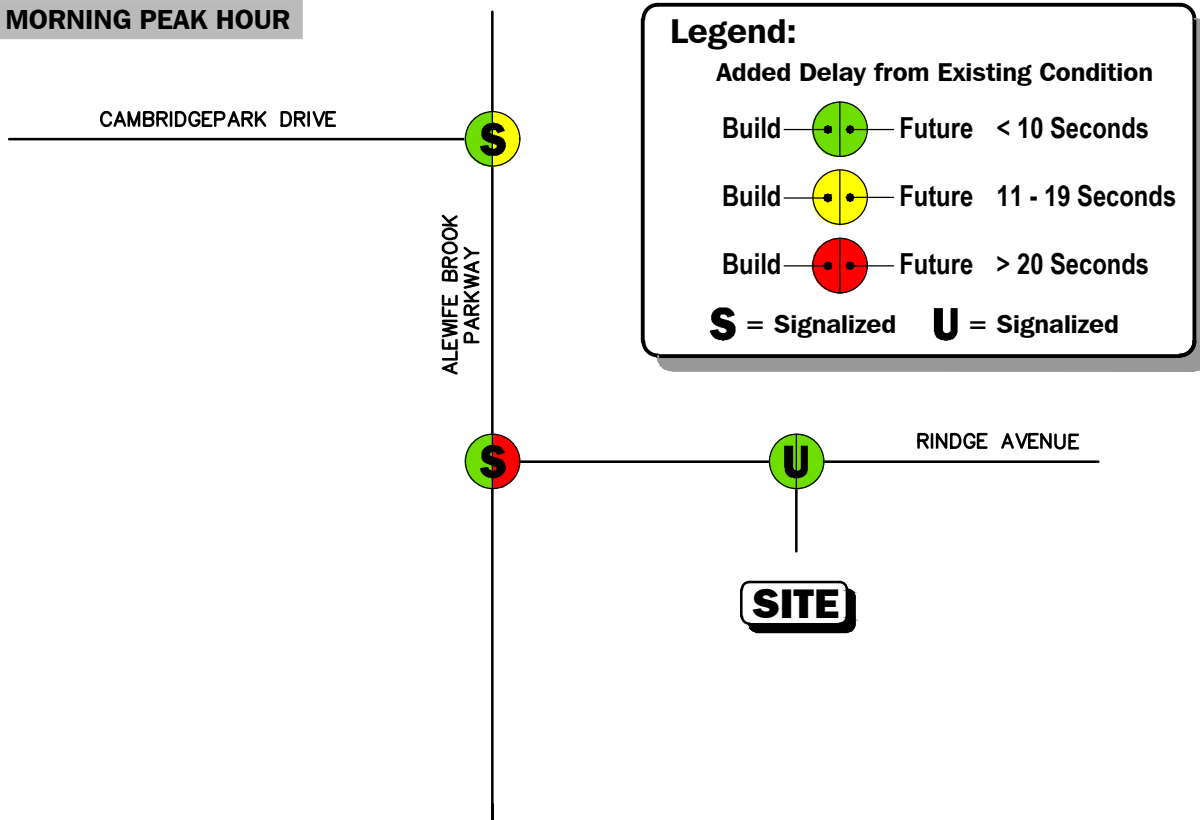 MORNING PEAK HOUR
Legend:
Added Delay from Existing Condition
Build Future < 10 Seconds
Build Future 11 - 19 Seconds
Build Future > 20 Seconds
S = Signalized U = Signalized
CAMBRIDGEPARK DRIVE
S
ALEWIFE BROOK
PARKWAY
S
U
RINDGE AVENUE
SITE